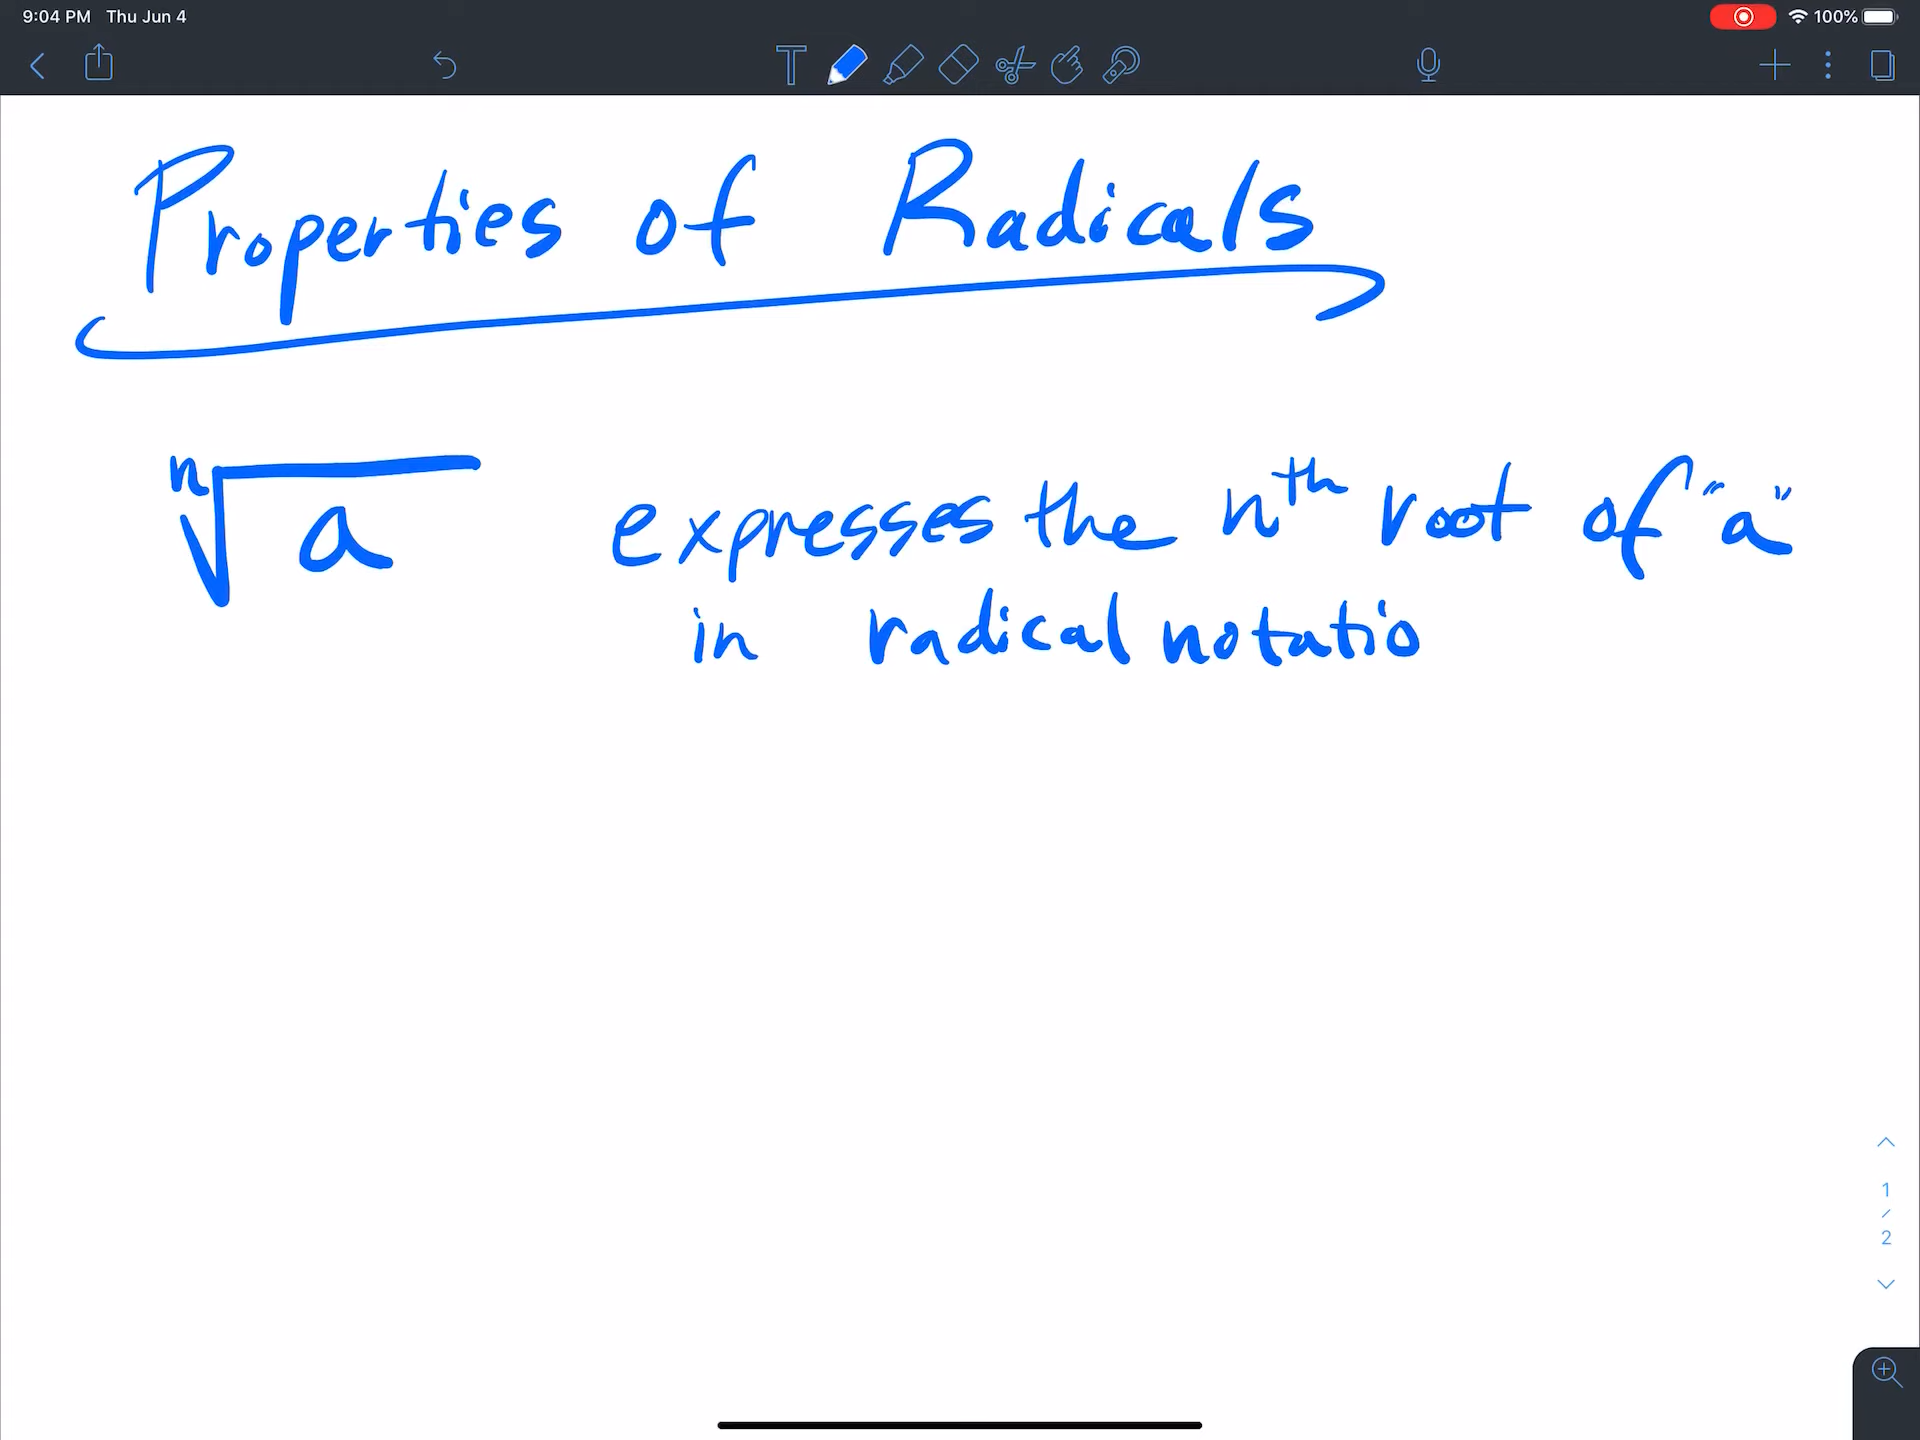 9:04 PM Thu Jun 4
100%
Properties of Radicals
ⁿ√a expresses the nᵗʰ root of "a"
in radical notatio
1
/
2